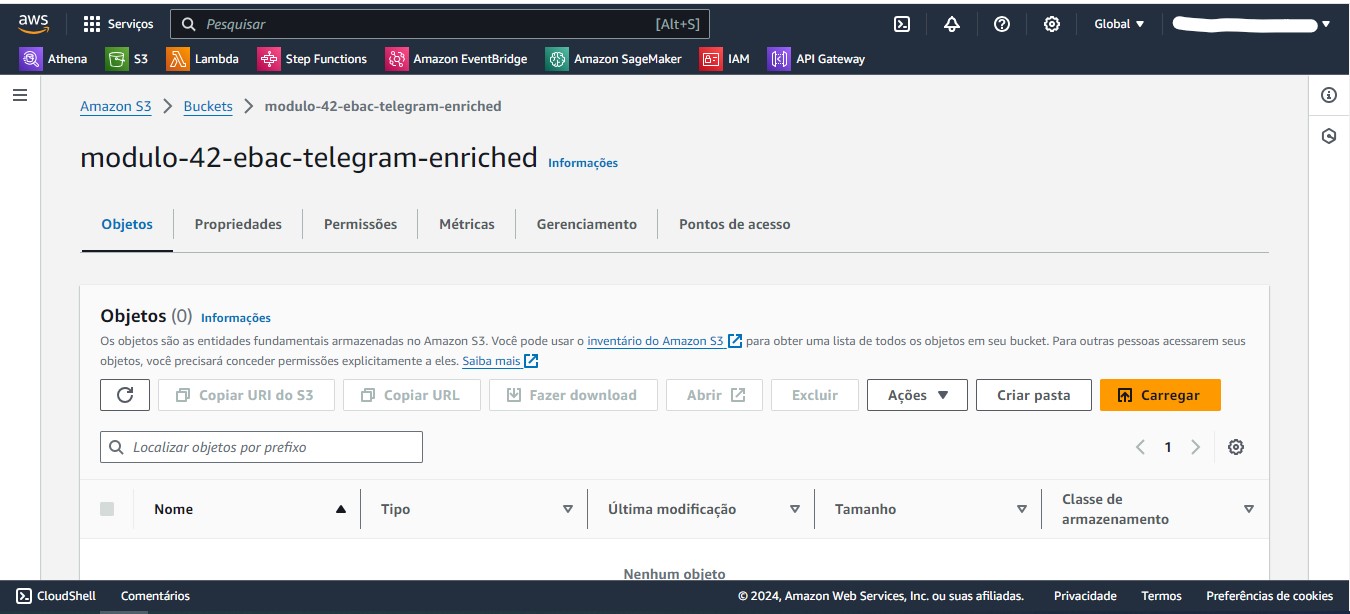 aws Serviços Pesquisar [Alt+S] Global
Athena S3 Lambda Step Functions Amazon EventBridge Amazon SageMaker IAM API Gateway
Amazon S3 Buckets modulo-42-ebac-telegram-enriched
modulo-42-ebac-telegram-enriched Informações
Objetos Propriedades Permissões Métricas Gerenciamento Pontos de acesso
Objetos (0) Informações
Os objetos são as entidades fundamentais armazenadas no Amazon S3. Você pode usar o inventário do Amazon S3 para obter uma lista de todos os objetos em seu bucket. Para outras pessoas acessarem seus
objetos, você precisará conceder permissões explicitamente a eles. Saiba mais
Copiar URI do S3 Copiar URL Fazer download Abrir Excluir Ações Criar pasta Carregar
Localizar objetos por prefixo 1
Nome Tipo Última modificação Tamanho Classe de
armazenamento
Nenhum objeto
CloudShell Comentários © 2024, Amazon Web Services, Inc. ou suas afiliadas. Privacidade Termos Preferências de cookies